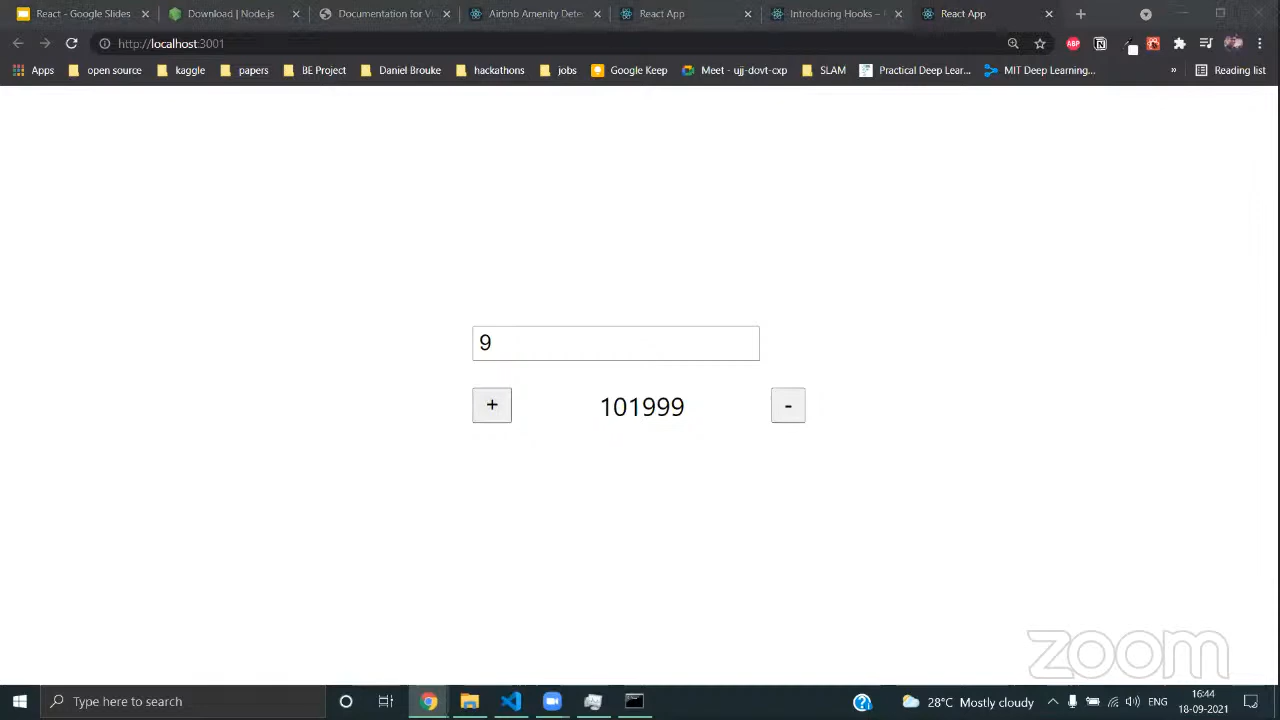 React - Google Slides
Download | Node.js
Documentation for Vi
Airbnb Amenity Dete
React App
Introducing Hooks –
React App
http://localhost:3001
ABP
Apps
open source
kaggle
papers
BE Project
Daniel Brouke
hackathons
jobs
Google Keep
Meet - ujj-dovt-cxp
SLAM
Practical Deep Lear...
MIT Deep Learning...
»
Reading list
9
+
101999
-
zoom
Type here to search
28°C Mostly cloudy
ENG
16:44
18-09-2021